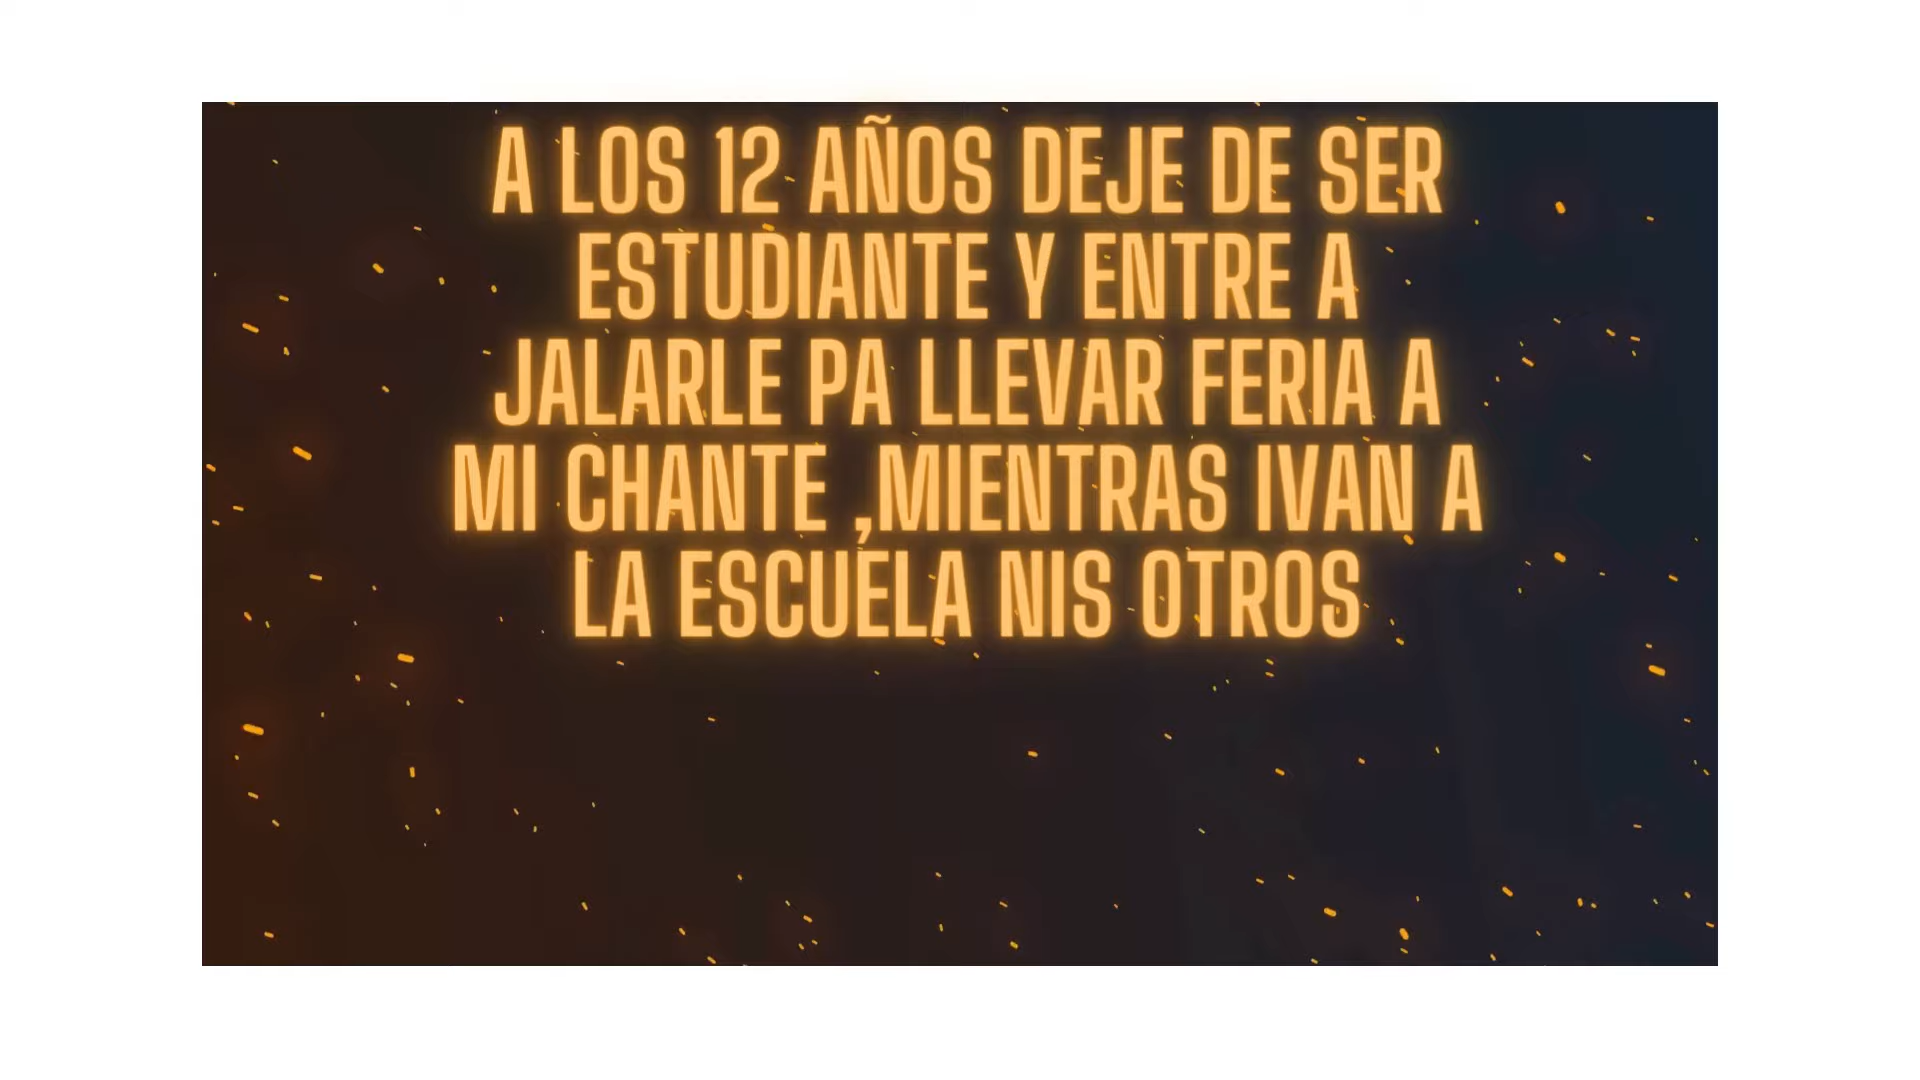 A LOS 12 AÑOS DEJE DE SER
ESTUDIANTE Y ENTRE A
JALARLE PA LLEVAR FERIA A
MI CHANTE ,MIENTRAS IVAN A
LA ESCUELA NIS OTROS